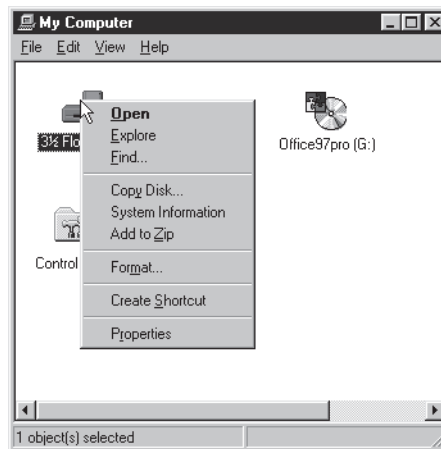 My Computer
File Edit View Help
3½ Flo
Office97pro (G:)
Open
Explore
Find...
Copy Disk...
System Information
Add to Zip
Format...
Create Shortcut
Properties
Control
1 object(s) selected